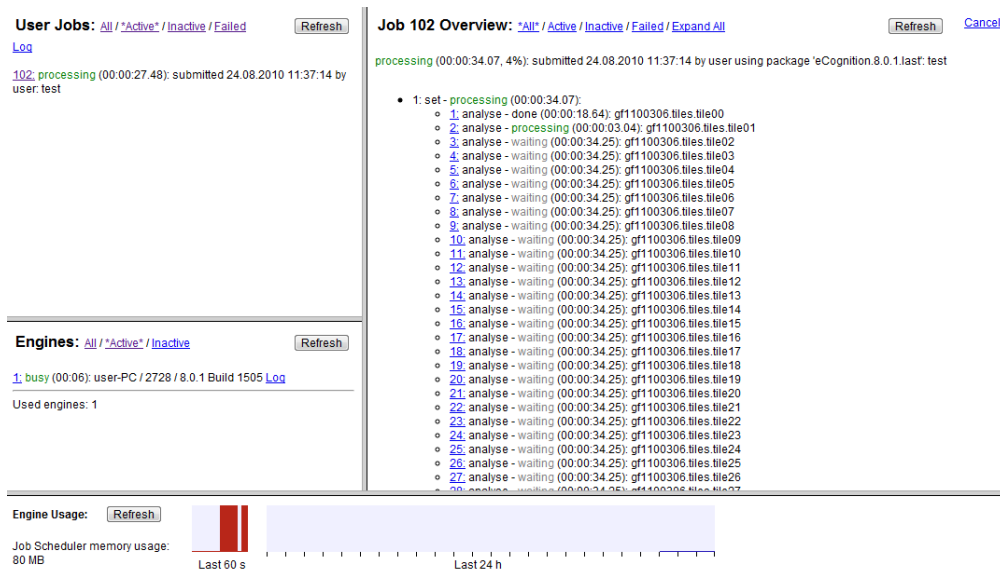 User Jobs: All / *Active* / Inactive / Failed Refresh
Log
102: processing (00:00:27.48): submitted 24.08.2010 11:37:14 by
user: test
Engines: All / *Active* / Inactive Refresh
1: busy (00:06): user-PC / 2728 / 8.0.1 Build 1505 Log
Used engines: 1
Job 102 Overview: *All* / Active / Inactive / Failed / Expand All Refresh Cancel
processing (00:00:34.07, 4%): submitted 24.08.2010 11:37:14 by user using package 'eCognition.8.0.1.last': test
1: set - processing (00:00:34.07):
1: analyse - done (00:00:18.64): gf1100306.tiles.tile00
2: analyse - processing (00:00:03.04): gf1100306.tiles.tile01
3: analyse - waiting (00:00:34.25): gf1100306.tiles.tile02
4: analyse - waiting (00:00:34.25): gf1100306.tiles.tile03
5: analyse - waiting (00:00:34.25): gf1100306.tiles.tile04
6: analyse - waiting (00:00:34.25): gf1100306.tiles.tile05
7: analyse - waiting (00:00:34.25): gf1100306.tiles.tile06
8: analyse - waiting (00:00:34.25): gf1100306.tiles.tile07
9: analyse - waiting (00:00:34.25): gf1100306.tiles.tile08
10: analyse - waiting (00:00:34.25): gf1100306.tiles.tile09
11: analyse - waiting (00:00:34.25): gf1100306.tiles.tile10
12: analyse - waiting (00:00:34.25): gf1100306.tiles.tile11
13: analyse - waiting (00:00:34.25): gf1100306.tiles.tile12
14: analyse - waiting (00:00:34.25): gf1100306.tiles.tile13
15: analyse - waiting (00:00:34.25): gf1100306.tiles.tile14
16: analyse - waiting (00:00:34.25): gf1100306.tiles.tile15
17: analyse - waiting (00:00:34.25): gf1100306.tiles.tile16
18: analyse - waiting (00:00:34.25): gf1100306.tiles.tile17
19: analyse - waiting (00:00:34.25): gf1100306.tiles.tile18
20: analyse - waiting (00:00:34.25): gf1100306.tiles.tile19
21: analyse - waiting (00:00:34.25): gf1100306.tiles.tile20
22: analyse - waiting (00:00:34.25): gf1100306.tiles.tile21
23: analyse - waiting (00:00:34.25): gf1100306.tiles.tile22
24: analyse - waiting (00:00:34.25): gf1100306.tiles.tile23
25: analyse - waiting (00:00:34.25): gf1100306.tiles.tile24
26: analyse - waiting (00:00:34.25): gf1100306.tiles.tile25
27: analyse - waiting (00:00:34.25): gf1100306.tiles.tile26
Engine Usage: Refresh
Job Scheduler memory usage:
80 MB
Last 60 s
Last 24 h